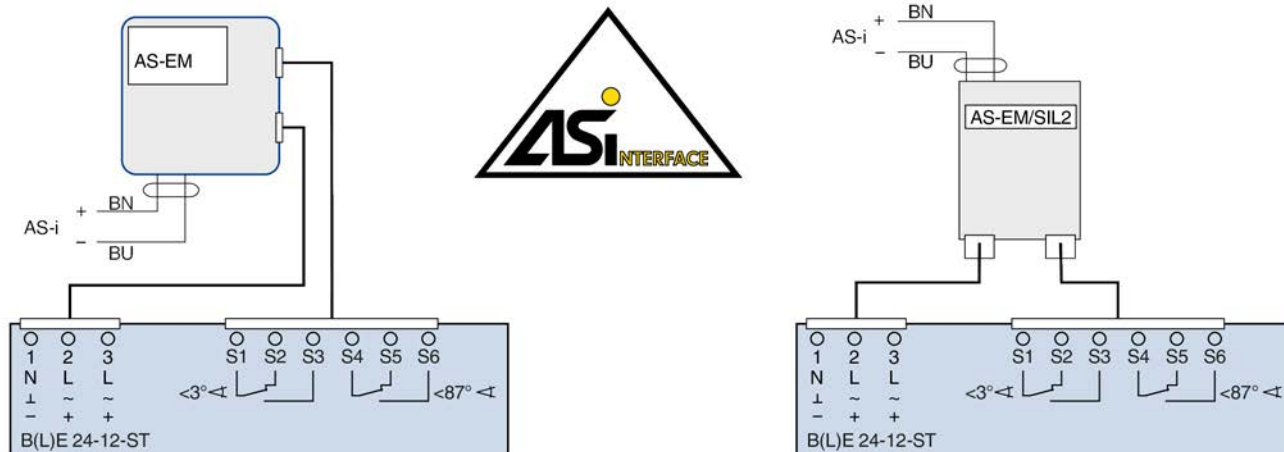 AS-EM
+ BN
AS-i
− BU
ASi NTERFACE
1 2 3 S1 S2 S3 S4 S5 S6
N L L
<3°∢ <87°∢
⊥ ~ ~
− + +
B(L)E 24-12-ST
+ BN
AS-i
− BU
AS-EM/SIL2
1 2 3 S1 S2 S3 S4 S5 S6
N L L
<3°∢ <87°∢
⊥ ~ ~
− + +
B(L)E 24-12-ST